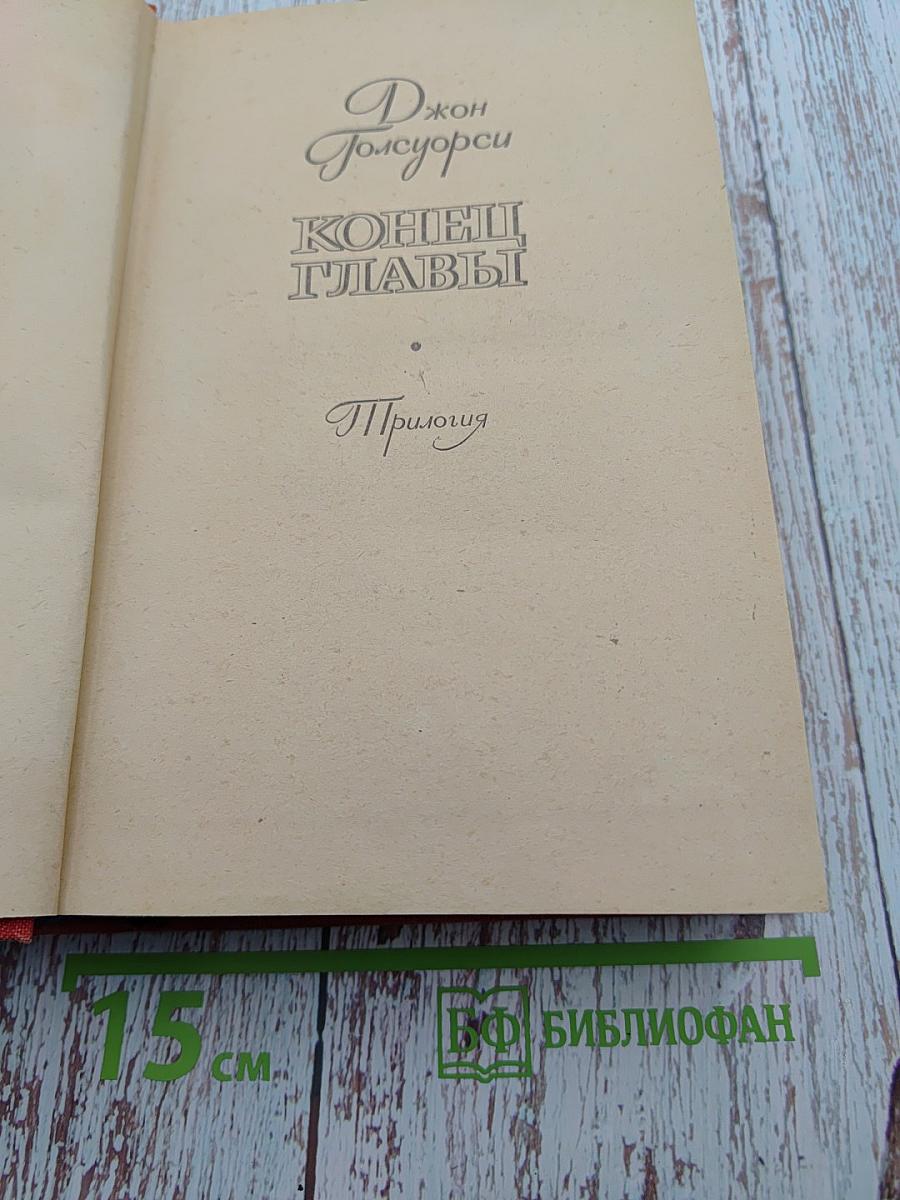 Джон
Голсуорси
КОНЕЦ
ГЛАВЫ
Трилогия
15 см
БФ БИБЛИОФАН